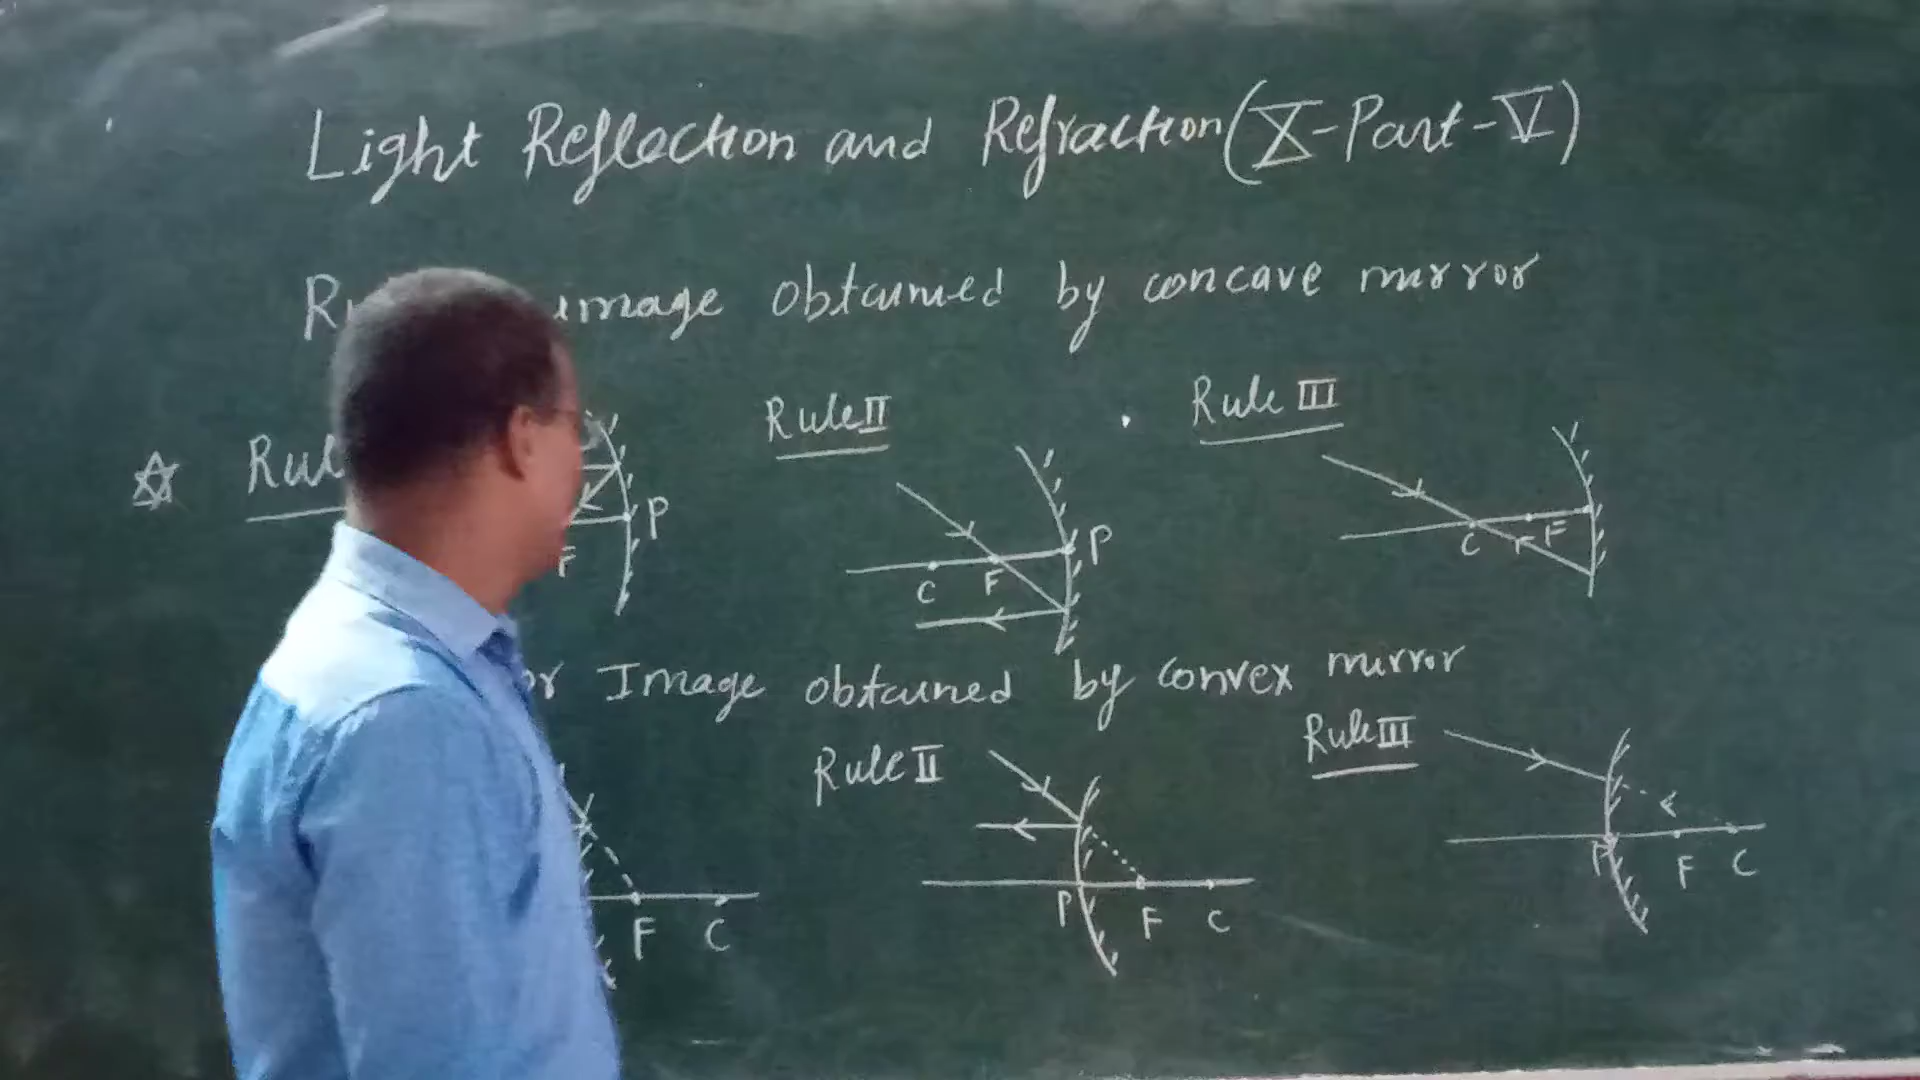 Light Reflection and Refraction (X-Part-V)
image obtained by concave mirror
Rule II
Rule III
P
F
C F P
C F
or Image obtained by convex mirror
Rule II
Rule III
F C
P F C
P F C